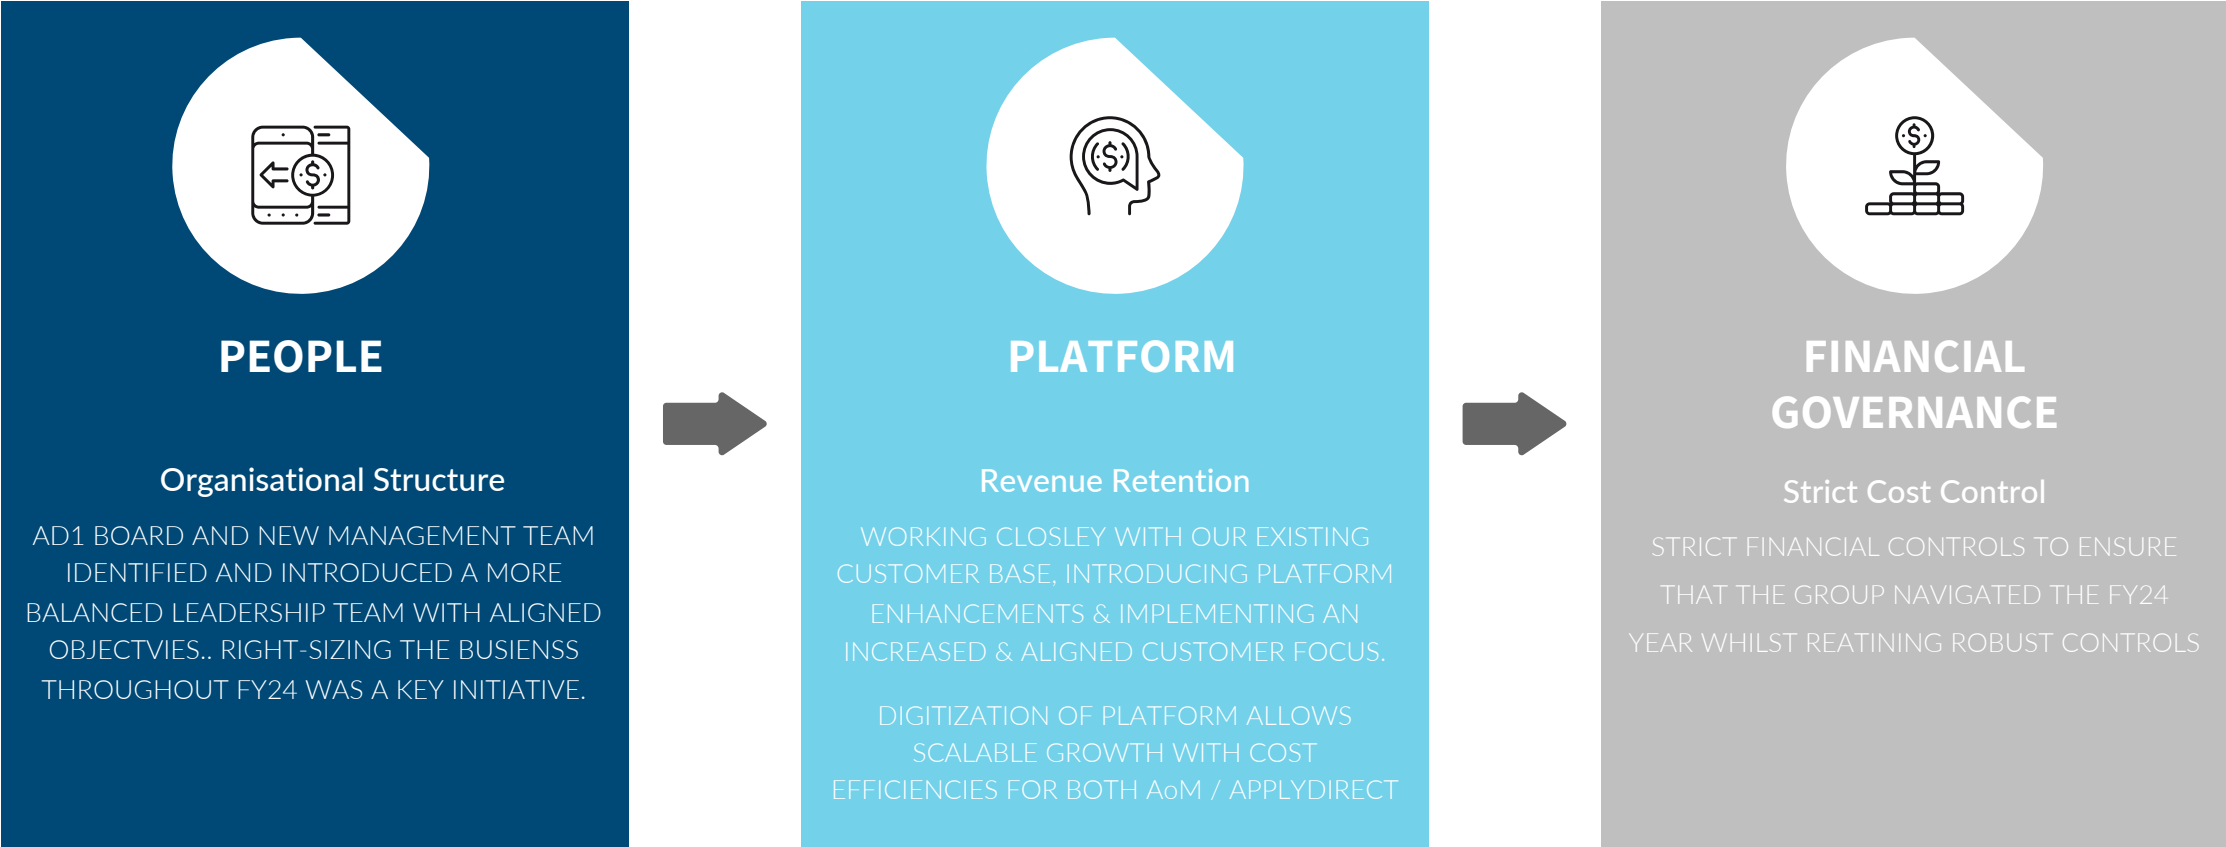 PEOPLE
Organisational Structure
AD1 BOARD AND NEW MANAGEMENT TEAM
IDENTIFIED AND INTRODUCED A MORE
BALANCED LEADERSHIP TEAM WITH ALIGNED
OBJECTVIES.. RIGHT-SIZING THE BUSIENSS
THROUGHOUT FY24 WAS A KEY INITIATIVE.
PLATFORM
Revenue Retention
WORKING CLOSLEY WITH OUR EXISTING
CUSTOMER BASE, INTRODUCING PLATFORM
ENHANCEMENTS & IMPLEMENTING AN
INCREASED & ALIGNED CUSTOMER FOCUS.
DIGITIZATION OF PLATFORM ALLOWS
SCALABLE GROWTH WITH COST
EFFICIENCIES FOR BOTH AoM / APPLYDIRECT
FINANCIAL
GOVERNANCE
Strict Cost Control
STRICT FINANCIAL CONTROLS TO ENSURE
THAT THE GROUP NAVIGATED THE FY24
YEAR WHILST REATINING ROBUST CONTROLS